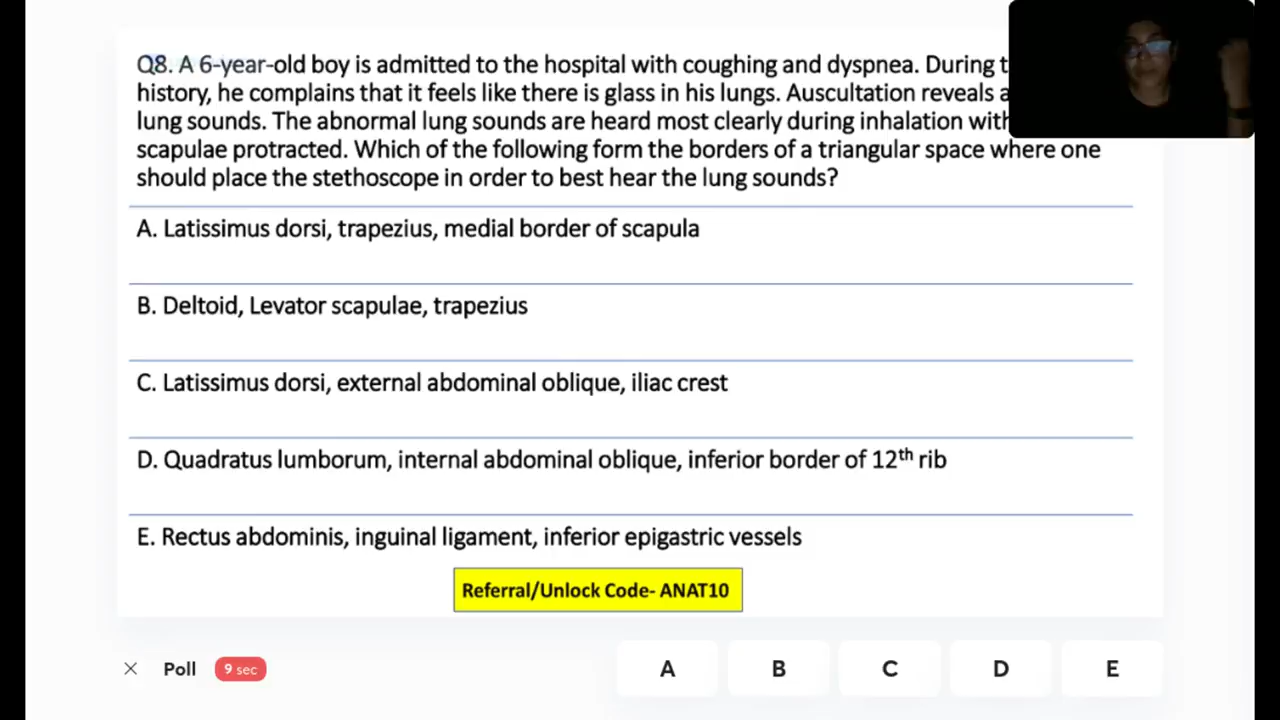 Q8. A 6-year-old boy is admitted to the hospital with coughing and dyspnea. During
history, he complains that it feels like there is glass in his lungs. Auscultation reveals
lung sounds. The abnormal lung sounds are heard most clearly during inhalation
scapulae protracted. Which of the following form the borders of a triangular space where one
should place the stethoscope in order to best hear the lung sounds?
A. Latissimus dorsi, trapezius, medial border of scapula
B. Deltoid, Levator scapulae, trapezius
C. Latissimus dorsi, external abdominal oblique, iliac crest
D. Quadratus lumborum, internal abdominal oblique, inferior border of 12th rib
E. Rectus abdominis, inguinal ligament, inferior epigastric vessels
Referral/Unlock Code- ANAT10
× Poll 9 sec A B C D E